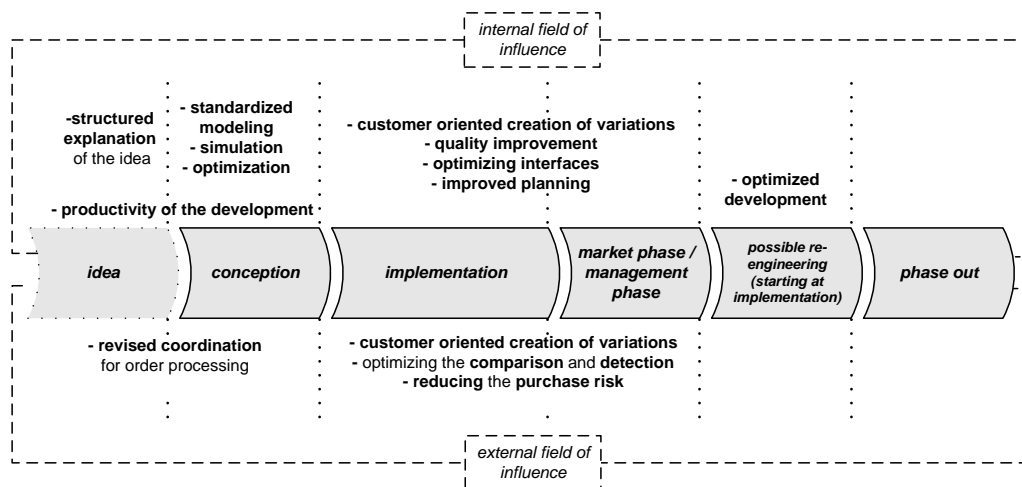 internal field of
influence
-structured
explanation
of the idea
- standardized
modeling
- simulation
- optimization
- customer oriented creation of variations
- quality improvement
- optimizing interfaces
- improved planning
- optimized
development
- productivity of the development
idea
conception
implementation
market phase /
management
phase
possible re-
engineering
(starting at
implementation)
phase out
- revised coordination
for order processing
- customer oriented creation of variations
- optimizing the comparison and detection
- reducing the purchase risk
external field of
influence